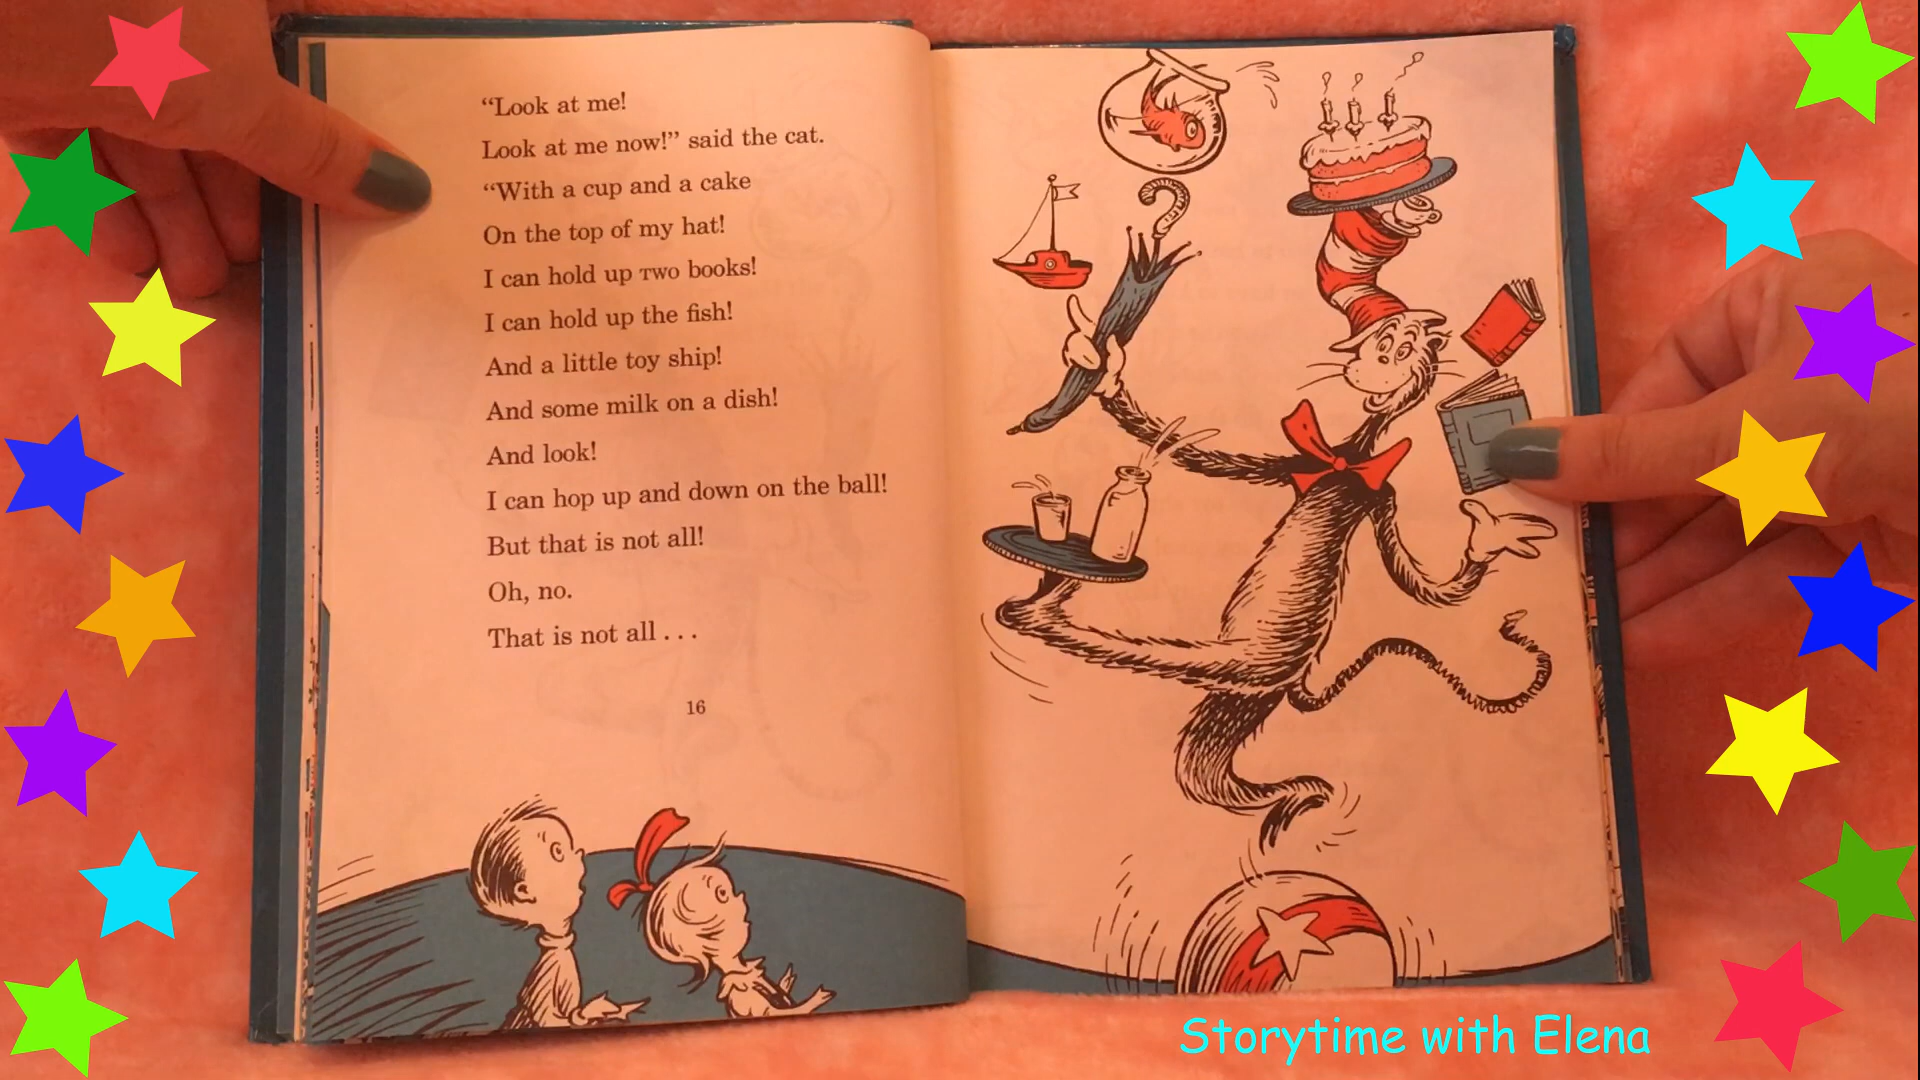 “Look at me!
Look at me now!” said the cat.
“With a cup and a cake
On the top of my hat!
I can hold up TWO books!
I can hold up the fish!
And a little toy ship!
And some milk on a dish!
And look!
I can hop up and down on the ball!
But that is not all!
Oh, no.
That is not all . . .
16
Storytime with Elena